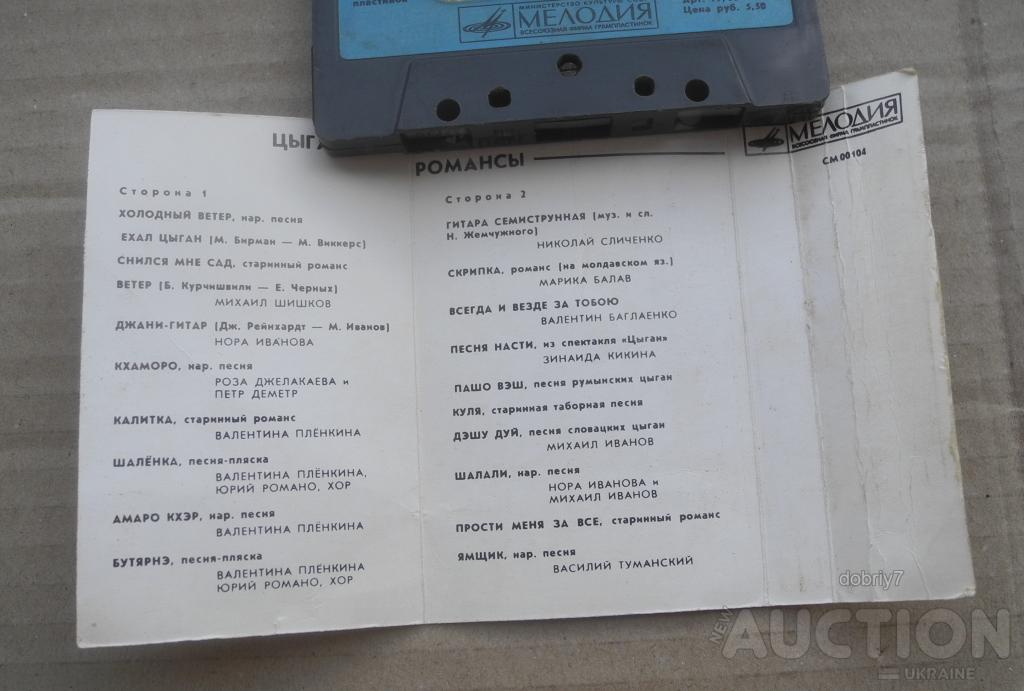 пластинок
МИНИСТЕРСТВО КУЛЬТУРЫ
МЕЛОДИЯ
ВСЕСОЮЗНАЯ ФИРМА ГРАМПЛАСТИНОК
Цена руб. 5,50
МЕЛОДИЯ
ВСЕСОЮЗНАЯ ФИРМА ГРАМПЛАСТИНОК
СМ 00104
ЦЫГА
РОМАНСЫ
Сторона 1
ХОЛОДНЫЙ ВЕТЕР, нар. песня
ЕХАЛ ЦЫГАН (М. Бирман — М. Виккерс)
СНИЛСЯ МНЕ САД, старинный романс
ВЕТЕР (Б. Курчишвили — Е. Черных)
МИХАИЛ ШИШКОВ
ДЖАНИ-ГИТАР (Дж. Рейнхардт — М. Иванов)
НОРА ИВАНОВА
КХАМОРО, нар. песня
РОЗА ДЖЕЛАКАЕВА и
ПЕТР ДЕМЕТР
КАЛИТКА, старинный романс
ВАЛЕНТИНА ПЛЁНКИНА
ШАЛЁНКА, песня-пляска
ВАЛЕНТИНА ПЛЁНКИНА,
ЮРИЙ РОМАНО, ХОР
АМАРО КХЭР, нар. песня
ВАЛЕНТИНА ПЛЁНКИНА
БУТЯРНЭ, песня-пляска
ВАЛЕНТИНА ПЛЁНКИНА
ЮРИЙ РОМАНО, ХОР
Сторона 2
ГИТАРА СЕМИСТРУННАЯ (муз. и сл.
Н. Жемчужного)
НИКОЛАЙ СЛИЧЕНКО
СКРИПКА, романс (на молдавском яз.)
МАРИКА БАЛАВ
ВСЕГДА И ВЕЗДЕ ЗА ТОБОЮ
ВАЛЕНТИН БАГЛАЕНКО
ПЕСНЯ НАСТИ, из спектакля «Цыган»
ЗИНАИДА КИКИНА
ПАШО ВЭШ, песня румынских цыган
КУЛЯ, старинная таборная песня
ДЭШУ ДУЙ, песня словацких цыган
МИХАИЛ ИВАНОВ
ШАЛАЛИ, нар. песня
НОРА ИВАНОВА и
МИХАИЛ ИВАНОВ
ПРОСТИ МЕНЯ ЗА ВСЕ, старинный романс
ЯМЩИК, нар. песня
ВАСИЛИЙ ТУМАНСКИЙ
dobriy7
NEW AUCTION
UKRAINE